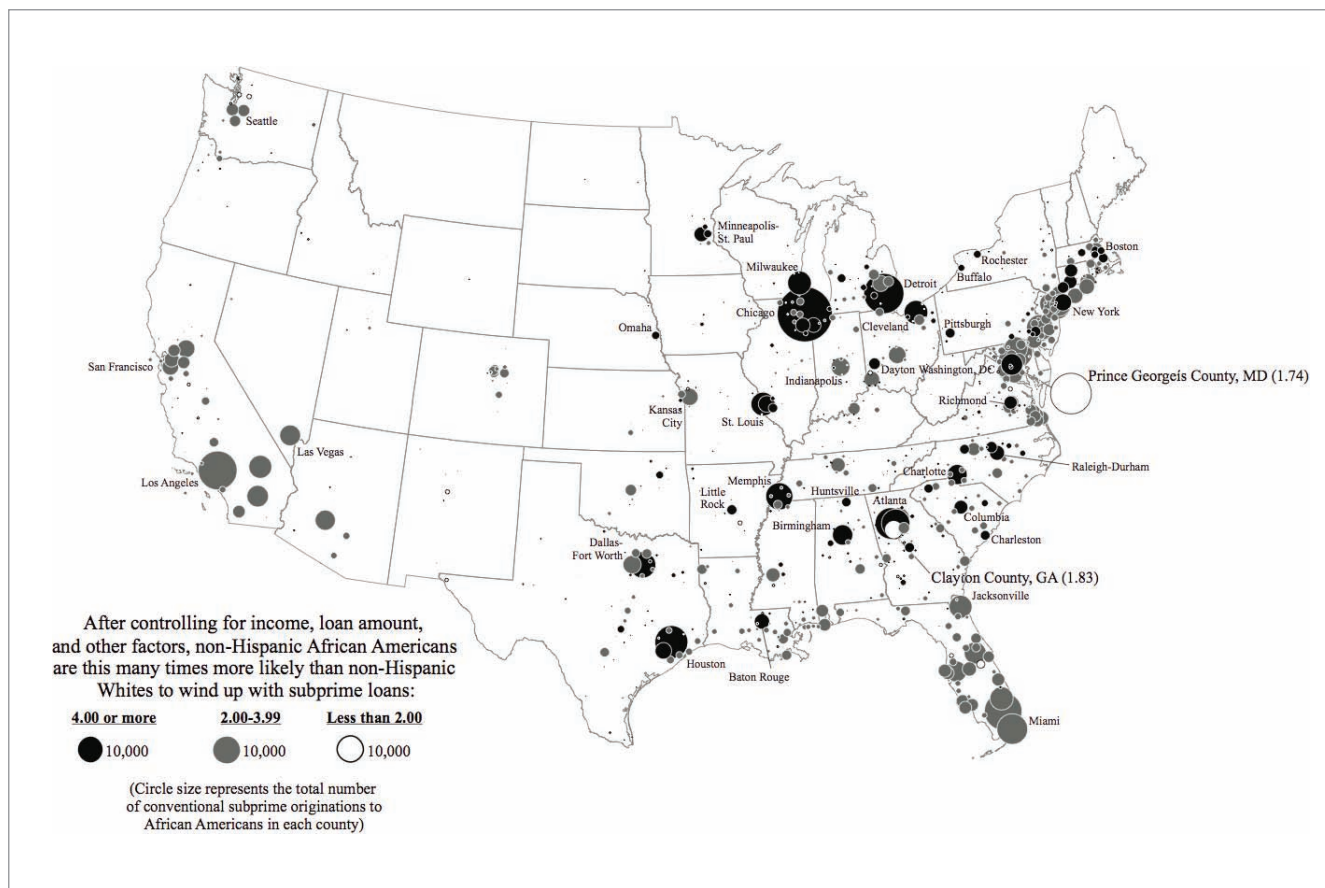 Seattle
Minneapolis-
St. Paul
Milwaukee
Rochester
Boston
Buffalo
Detroit
Chicago
New York
Omaha
Cleveland
Pittsburgh
San Francisco
Dayton
Washington, DC
Prince Georgeís County, MD (1.74)
Indianapolis
Richmond
Kansas
City
St. Louis
Las Vegas
Raleigh-Durham
Charlotte
Los Angeles
Memphis
Huntsville
Atlanta
Little
Rock
Birmingham
Columbia
Charleston
Dallas-
Fort Worth
Clayton County, GA (1.83)
Jacksonville
Houston
Baton Rouge
Miami
After controlling for income, loan amount,
and other factors, non-Hispanic African Americans
are this many times more likely than non-Hispanic
Whites to wind up with subprime loans:
4.00 or more 2.00-3.99 Less than 2.00
10,000 10,000 10,000
(Circle size represents the total number
of conventional subprime originations to
African Americans in each county)